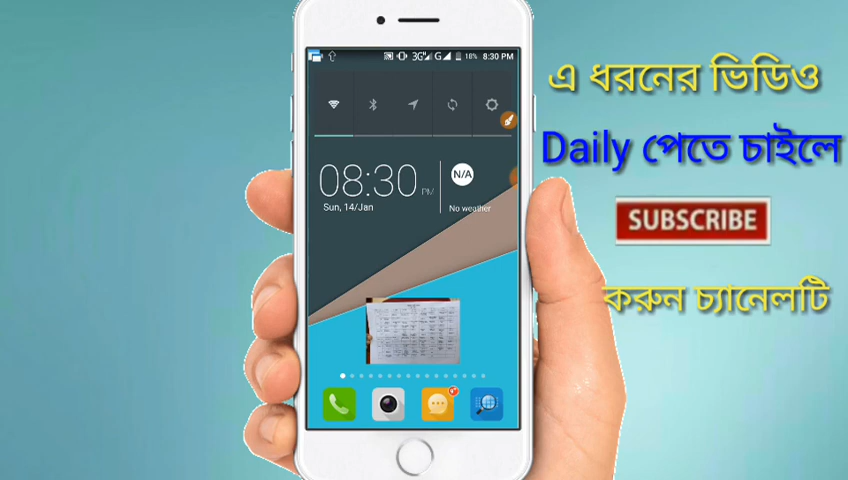 3G G 18% 8:30 PM
08:30 PM
N/A
Sun, 14/Jan
No weather
এ ধরনের ভিডিও
Daily পেতে চাইলে
SUBSCRIBE
করুন চ্যানেলটি